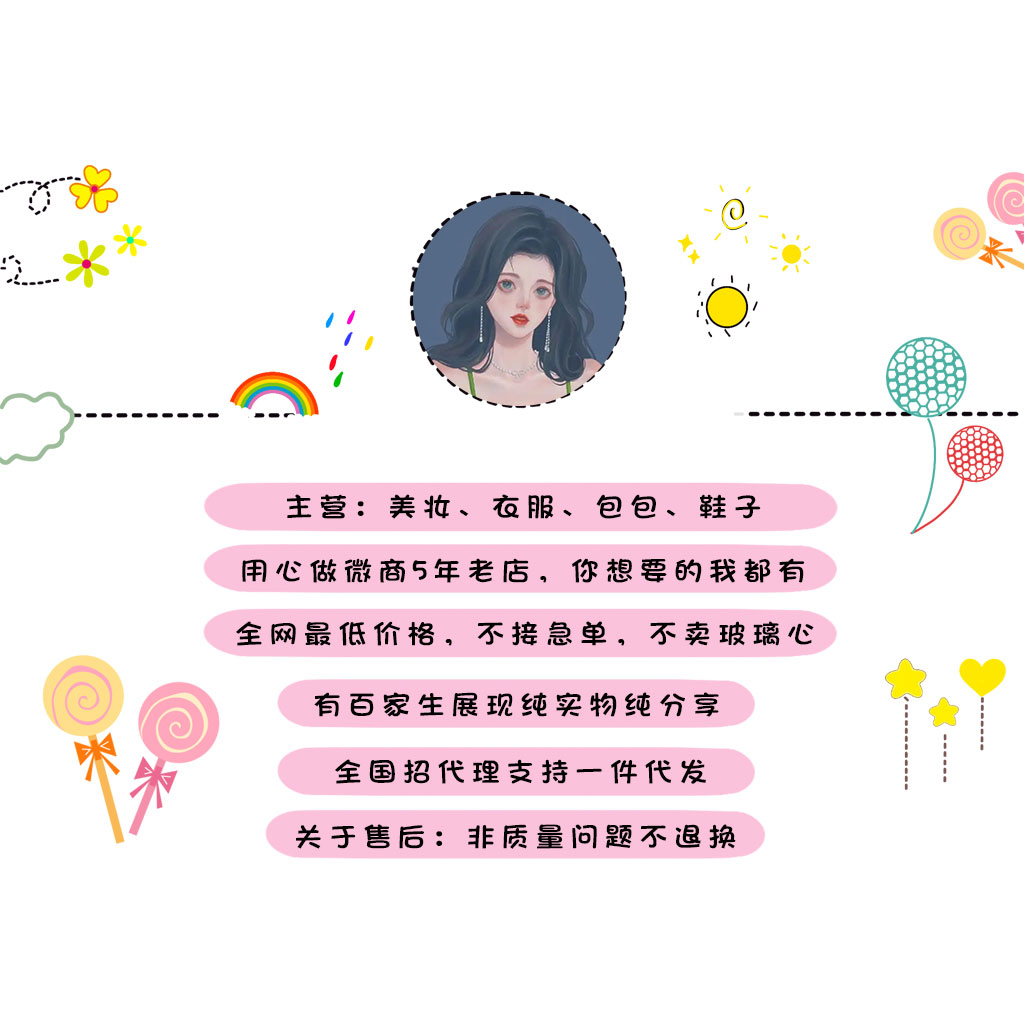 主营：美妆、衣服、包包、鞋子
用心做微商5年老店，你想要的我都有
全网最低价格，不接急单，不卖玻璃心
有百家生展现纯实物纯分享
全国招代理支持一件代发
关于售后：非质量问题不退换